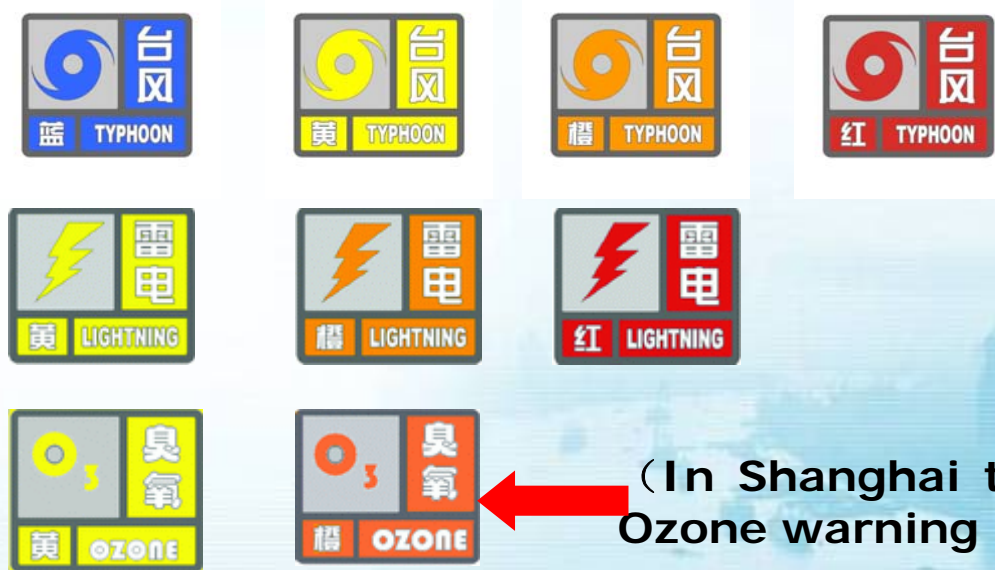 台风
蓝 TYPHOON
台风
黄 TYPHOON
台风
橙 TYPHOON
台风
红 TYPHOON
雷电
黄 LIGHTNING
雷电
橙 LIGHTNING
雷电
红 LIGHTNING
O3
臭氧
黄 OZONE
O3
臭氧
橙 OZONE
（In Shanghai t
Ozone warning